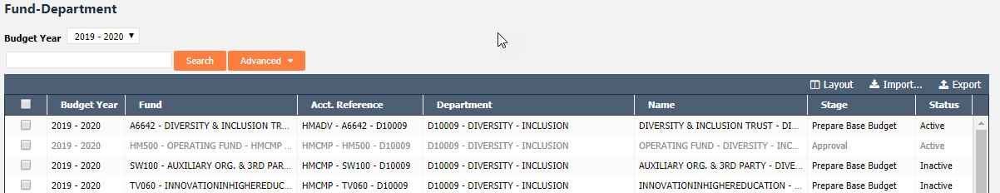 Fund-Department
Budget Year 2019 - 2020
Search Advanced
Layout Import... Export
Budget Year Fund Acct. Reference Department Name Stage Status
2019 - 2020 A6642 - DIVERSITY & INCLUSION TR... HMADV - A6642 - D10009 D10009 - DIVERSITY - INCLUSION DIVERSITY & INCLUSION TRUST - DI... Prepare Base Budget Active
2019 - 2020 HM500 - OPERATING FUND - HMCMP ... HMCMP - HM500 - D10009 D10009 - DIVERSITY - INCLUSION OPERATING FUND - DIVERSITY - INC... Approval Active
2019 - 2020 SW100 - AUXILIARY ORG. & 3RD PAR... HMCMP - SW100 - D10009 D10009 - DIVERSITY - INCLUSION AUXILIARY ORG. & 3RD PARTY - DIVE... Prepare Base Budget Inactive
2019 - 2020 TV060 - INNOVATIONINHIGHEREDUC... HMCMP - TV060 - D10009 D10009 - DIVERSITY - INCLUSION INNOVATIONINHIGHEREDUCATION - ... Prepare Base Budget Inactive